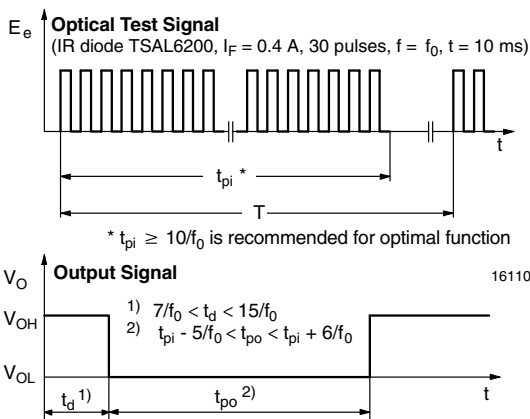 E_e
Optical Test Signal
(IR diode TSAL6200, I_F = 0.4 A, 30 pulses, f = f_0, t = 10 ms)
t
t_pi *
T
* t_pi ≥ 10/f_0 is recommended for optimal function
V_O
Output Signal
16110
V_OH
1) 7/f_0 < t_d < 15/f_0
2) t_pi - 5/f_0 < t_po < t_pi + 6/f_0
V_OL
t_d 1)
t_po 2)
t